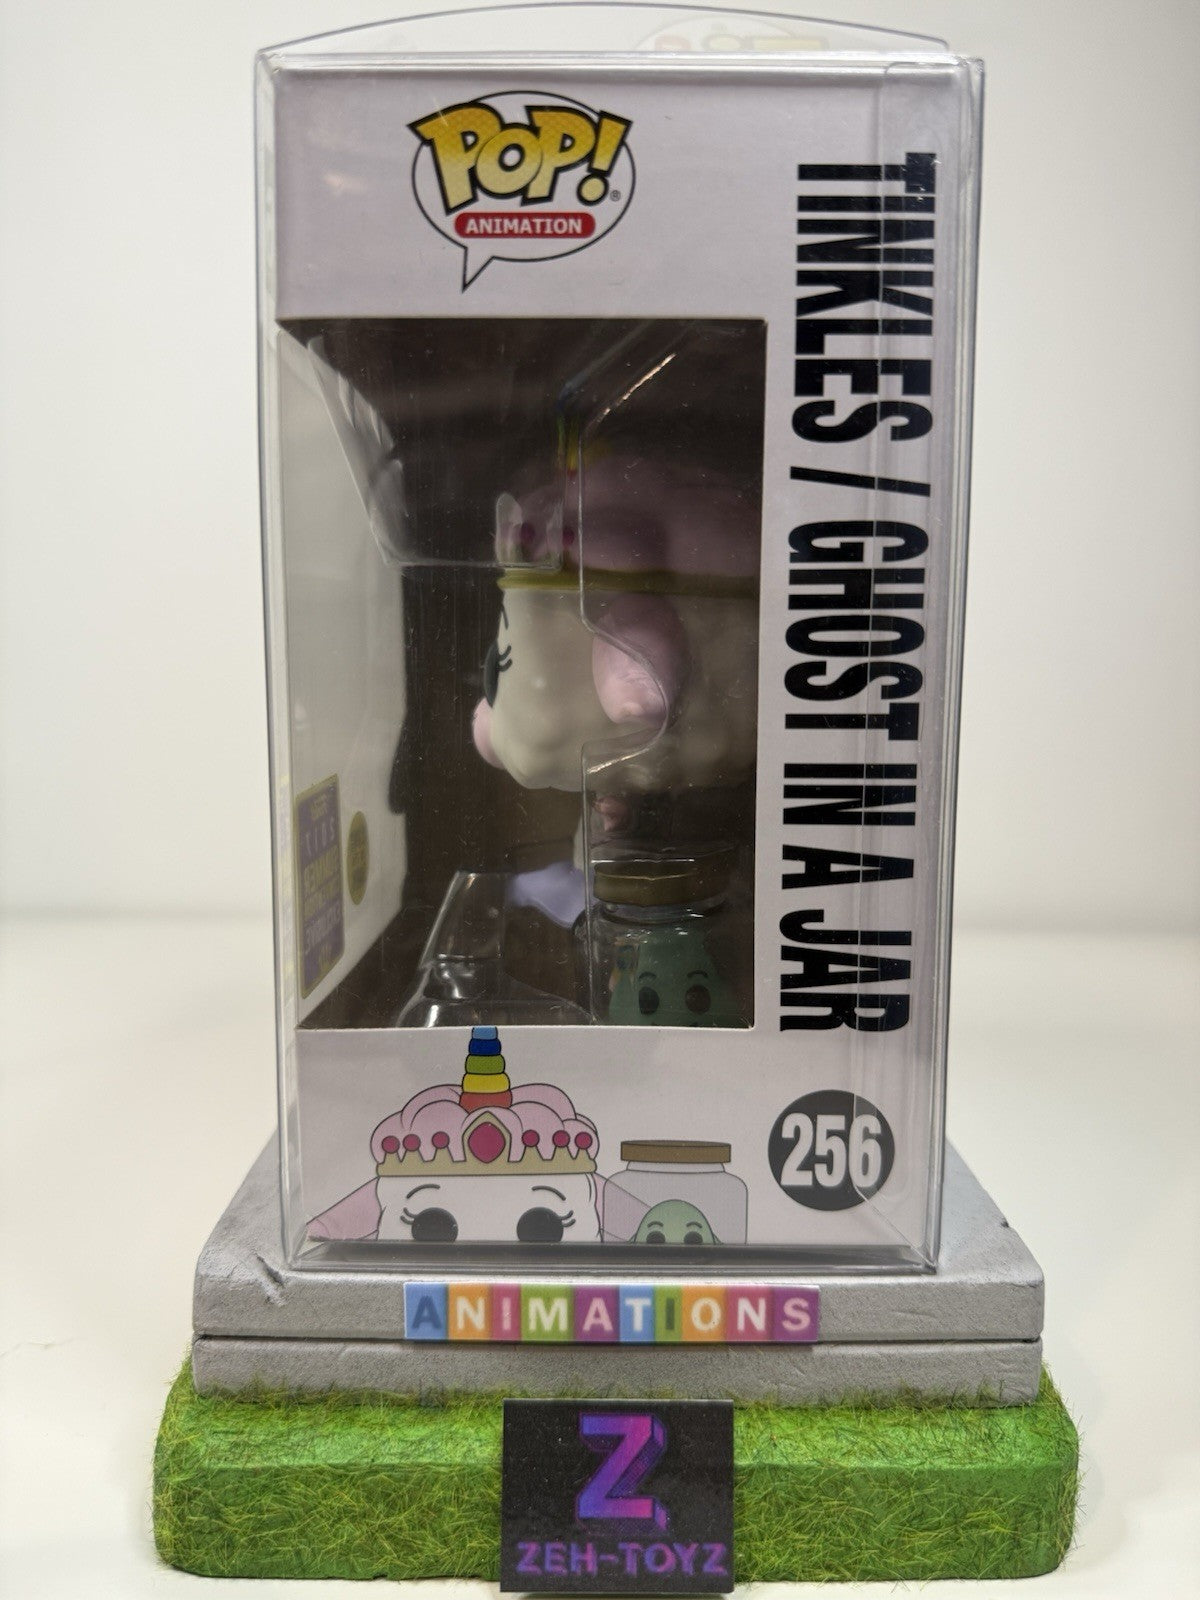 POP!®
ANIMATION
TINKLES / GHOST IN A JAR
256
ANIMATIONS
Z
ZEH-TOYZ